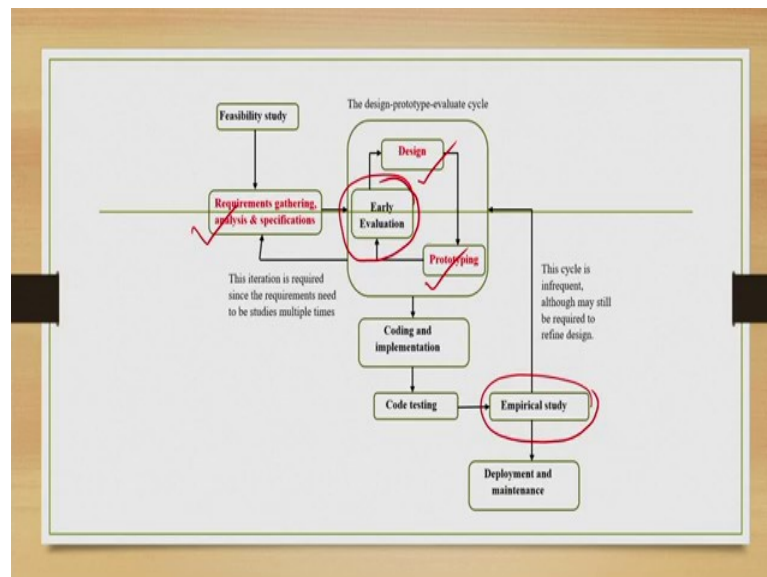 The design-prototype-evaluate cycle
Feasibility study
Design
Requirements gathering,
analysis & specifications
Early
Evaluation
Prototyping
This iteration is required
since the requirements need
to be studies multiple times
This cycle is
infrequent,
although may still
be required to
refine design.
Coding and
implementation
Code testing
Empirical study
Deployment and
maintenance